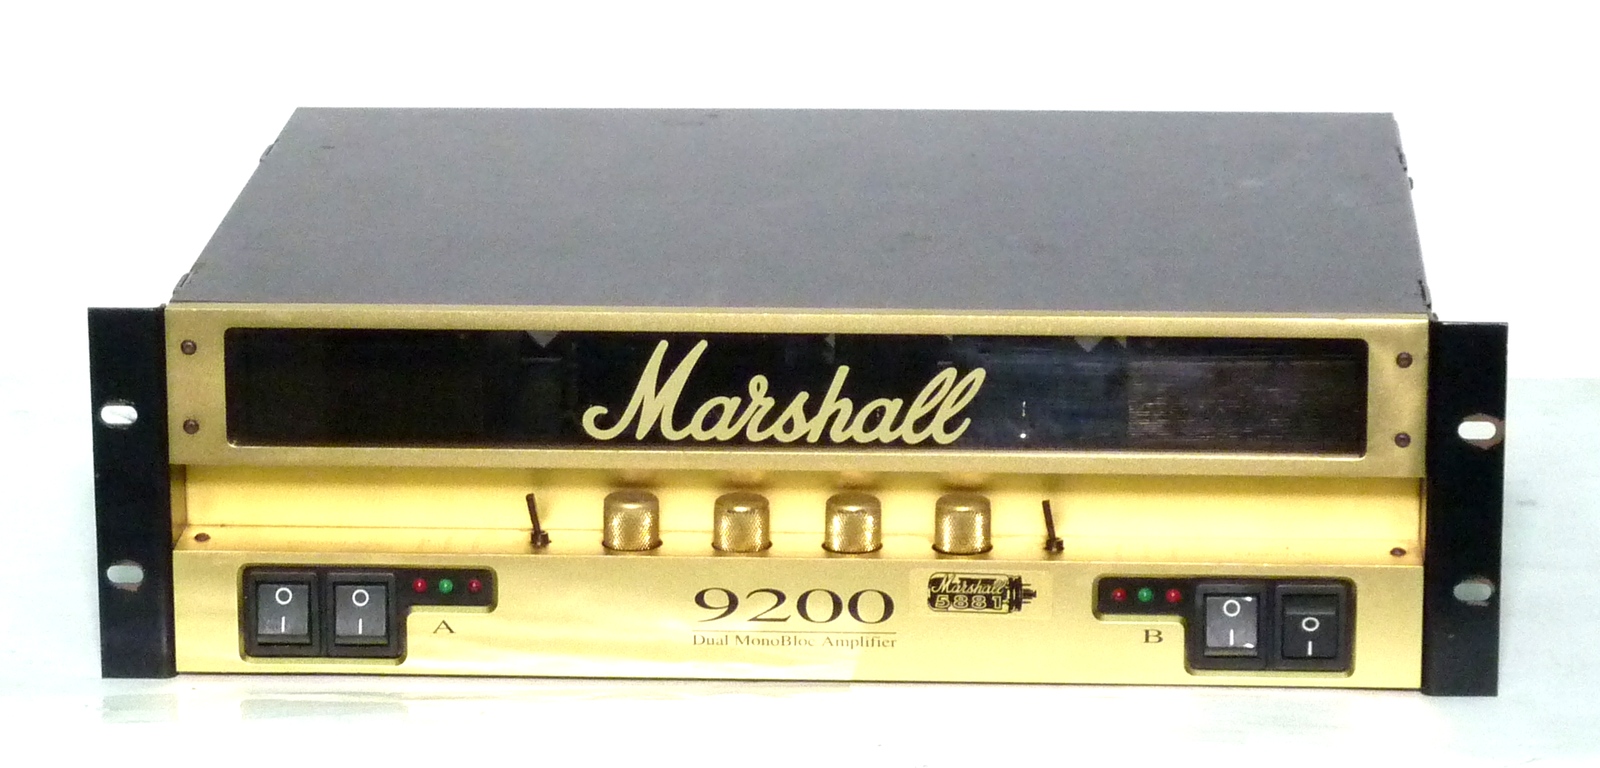 Marshall
9200
Dual MonoBloc Amplifier
Marshall
5881
A
B